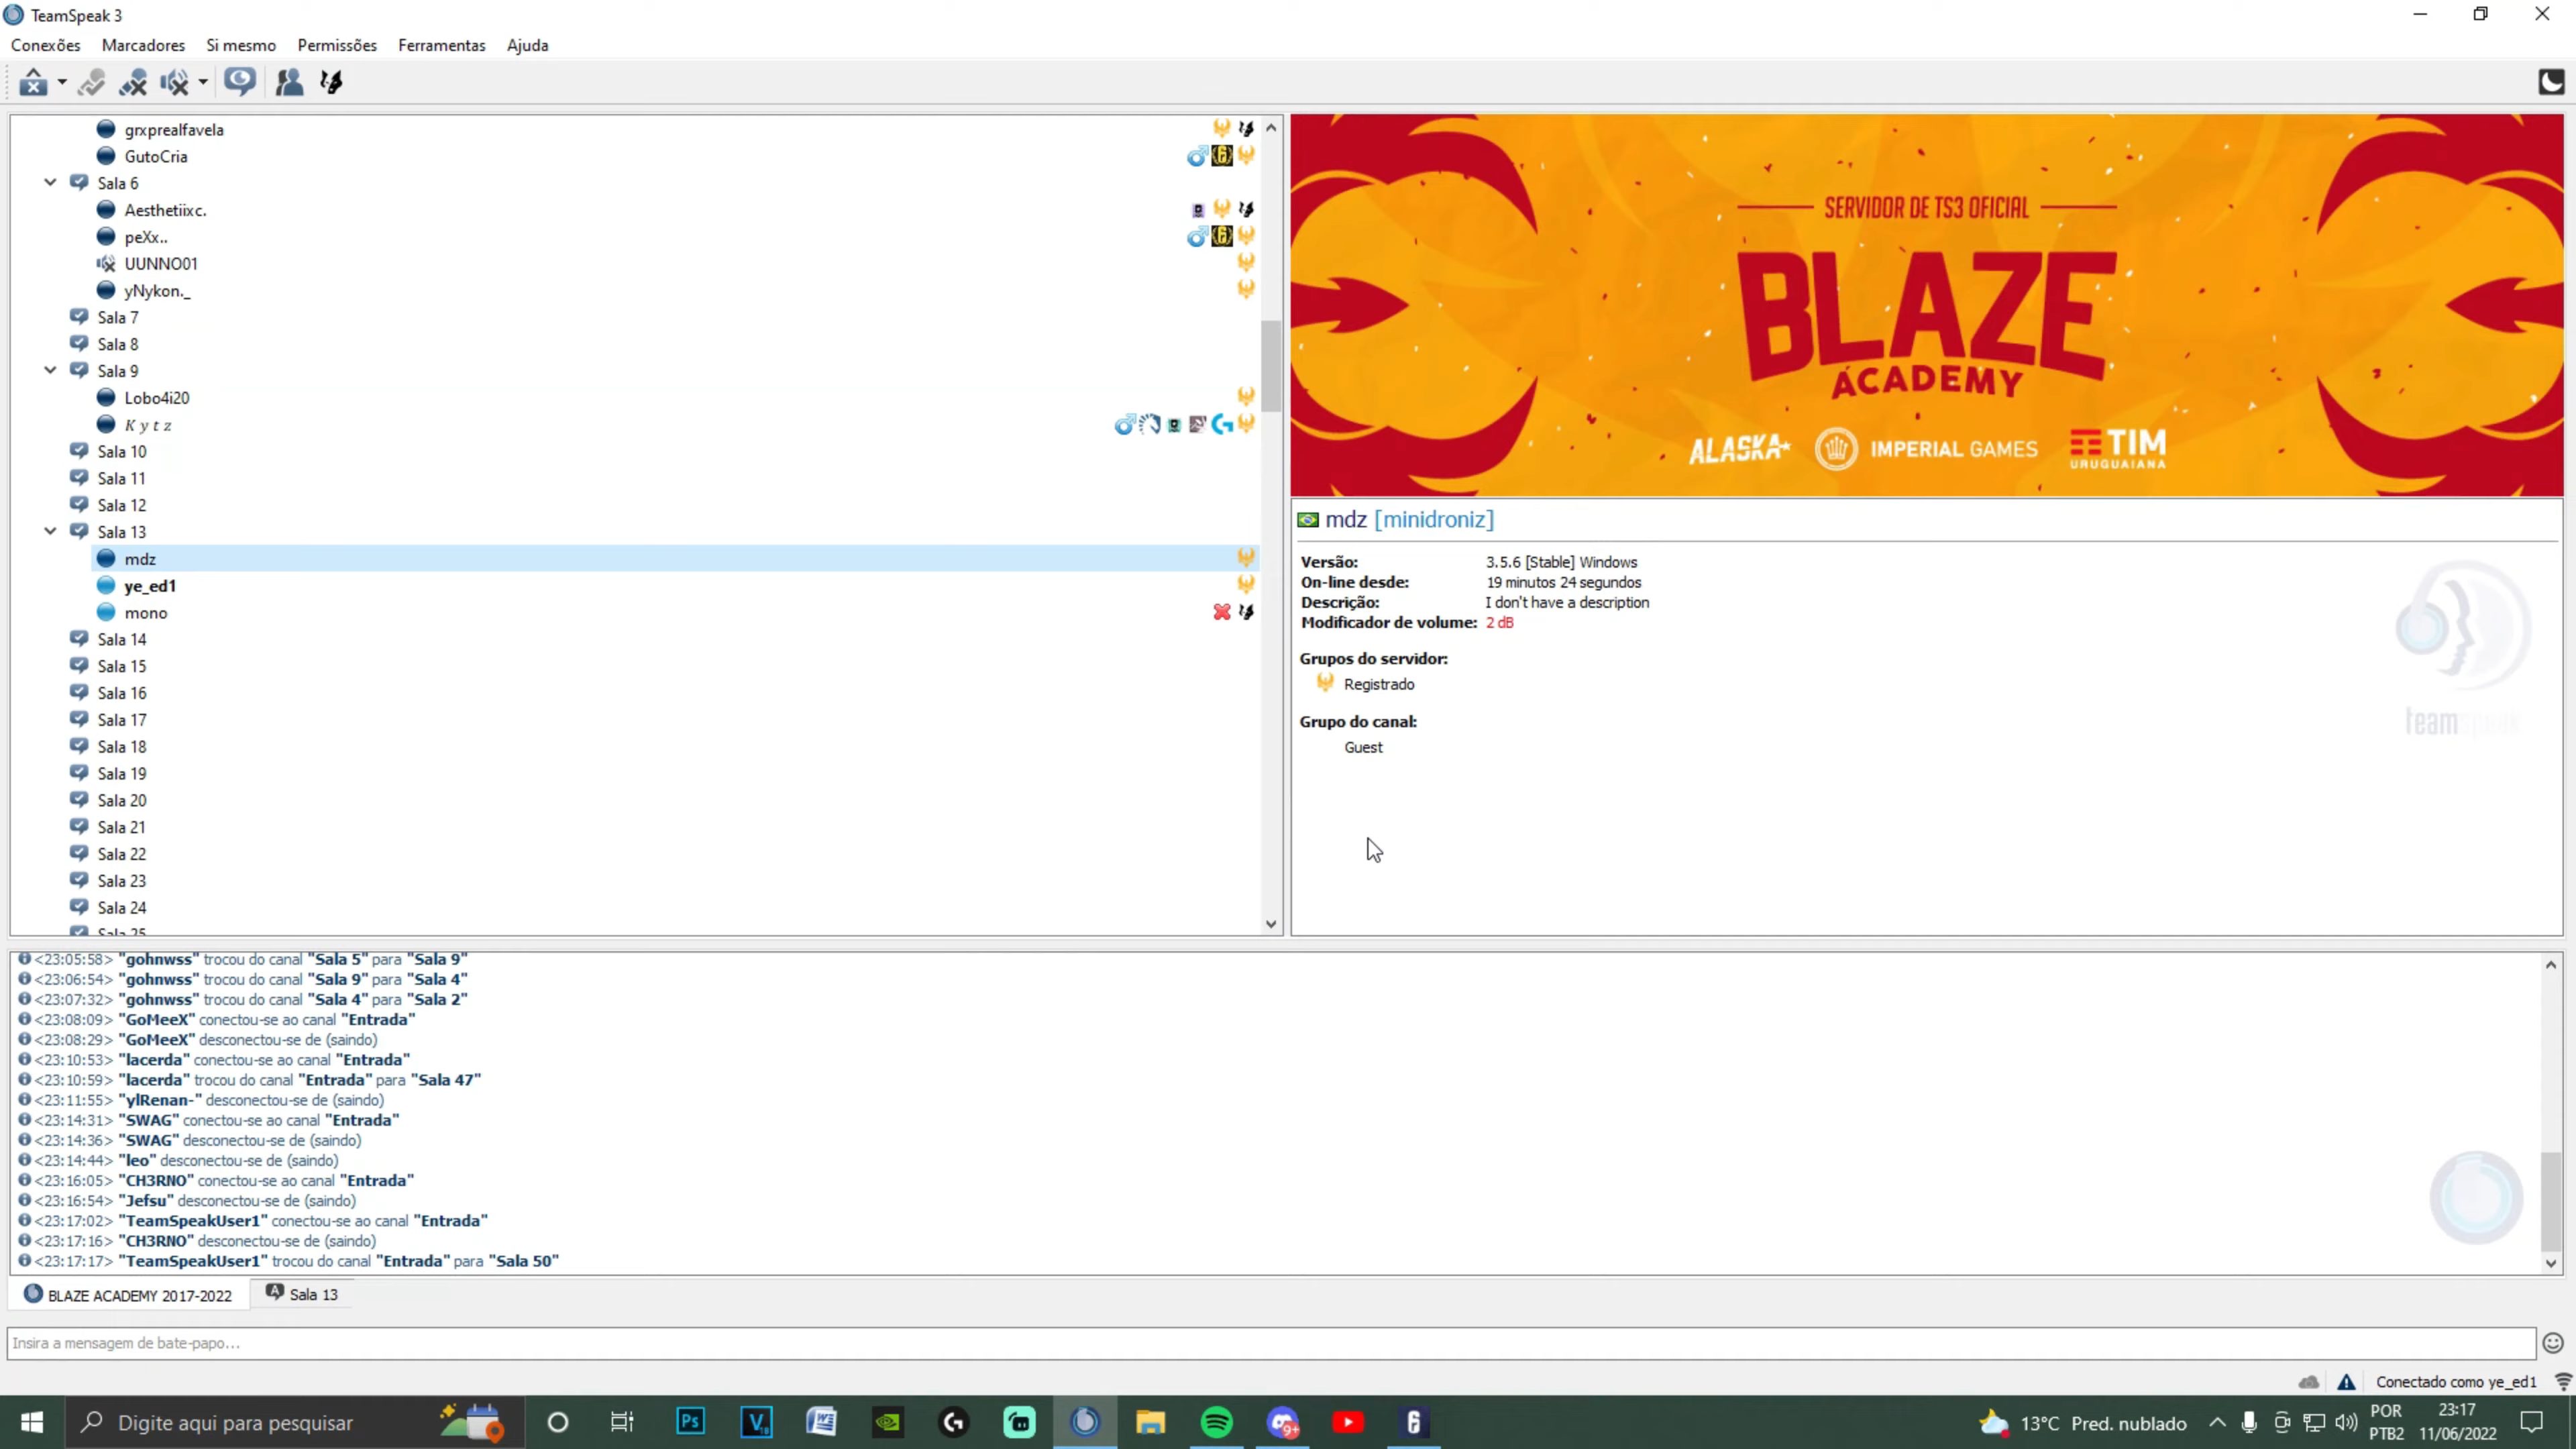 TeamSpeak 3
Conexões Marcadores Si mesmo Permissões Ferramentas Ajuda
grxprealfavela
GutoCria
Sala 6
Aesthetiixc.
peXx..
UUNNO01
yNykon._
Sala 7
Sala 8
Sala 9
Lobo4i20
K y t z
Sala 10
Sala 11
Sala 12
Sala 13
mdz
ye_ed1
mono
Sala 14
Sala 15
Sala 16
Sala 17
Sala 18
Sala 19
Sala 20
Sala 21
Sala 22
Sala 23
Sala 24
Sala 25
SERVIDOR DE TS3 OFICIAL
BLAZE
ACADEMY
ALASKA IMPERIAL GAMES TIM
URUGUAIANA
mdz [minidroniz]
Versão: 3.5.6 [Stable] Windows
On-line desde: 19 minutos 24 segundos
Descrição: I don't have a description
Modificador de volume: 2 dB
Grupos do servidor:
Registrado
Grupo do canal:
Guest
teamspeak
<23:05:58> "gohnwss" trocou do canal "Sala 5" para "Sala 9"
<23:06:54> "gohnwss" trocou do canal "Sala 9" para "Sala 4"
<23:07:32> "gohnwss" trocou do canal "Sala 4" para "Sala 2"
<23:08:09> "GoMeeX" conectou-se ao canal "Entrada"
<23:08:29> "GoMeeX" desconectou-se de (saindo)
<23:10:53> "lacerda" conectou-se ao canal "Entrada"
<23:10:59> "lacerda" trocou do canal "Entrada" para "Sala 47"
<23:11:55> "ylRenan-" desconectou-se de (saindo)
<23:14:31> "SWAG" conectou-se ao canal "Entrada"
<23:14:36> "SWAG" desconectou-se de (saindo)
<23:14:44> "leo" desconectou-se de (saindo)
<23:16:05> "CH3RNO" conectou-se ao canal "Entrada"
<23:16:54> "Jefsu" desconectou-se de (saindo)
<23:17:02> "TeamSpeakUser1" conectou-se ao canal "Entrada"
<23:17:16> "CH3RNO" desconectou-se de (saindo)
<23:17:17> "TeamSpeakUser1" trocou do canal "Entrada" para "Sala 50"
BLAZE ACADEMY 2017-2022 Sala 13
Insira a mensagem de bate-papo...
Conectado como ye_ed1
Digite aqui para pesquisar
Ps
9+
13°C Pred. nublado
POR
PTB2
23:17
11/06/2022